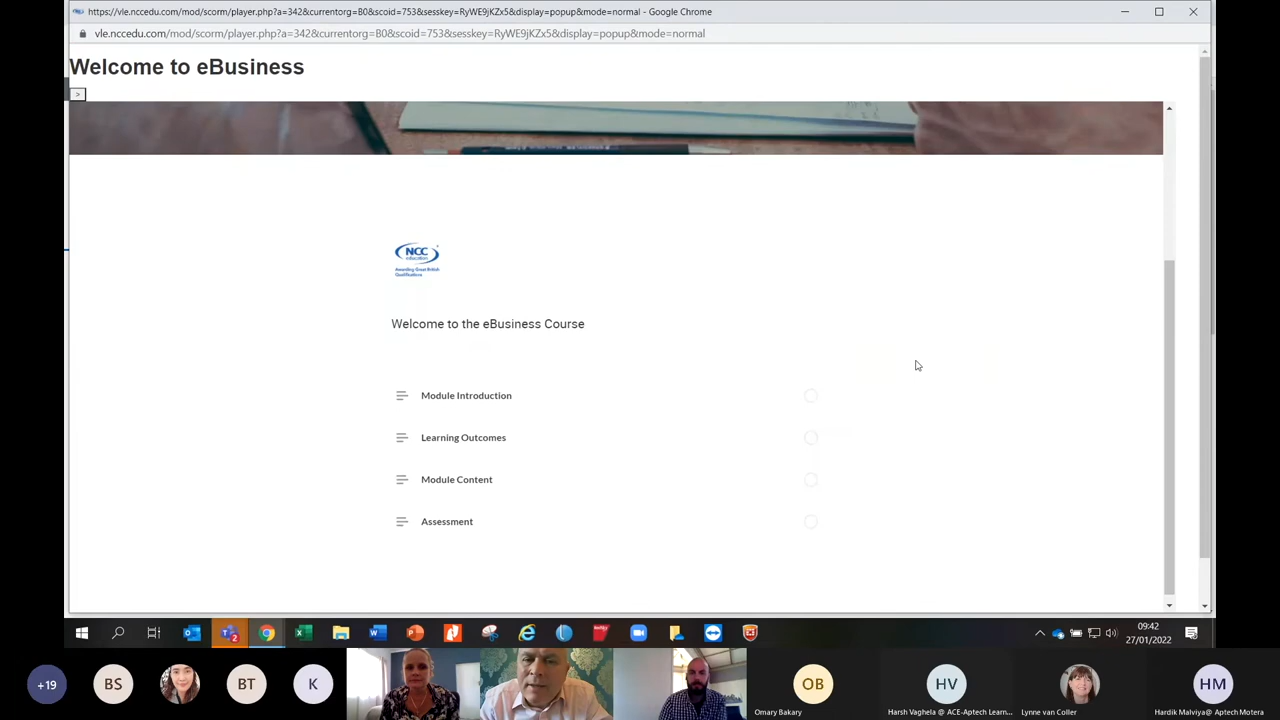 https://vle.nccedu.com/mod/scorm/player.php?a=342&currentorg=B0&scoid=753&sesskey=RyWE9jKZx5&display=popup&mode=normal - Google Chrome
vle.nccedu.com/mod/scorm/player.php?a=342&currentorg=B0&scoid=753&sesskey=RyWE9jKZx5&display=popup&mode=normal
Welcome to eBusiness
>
NCC
education
Awarding Great British
Qualifications
Welcome to the eBusiness Course
Module Introduction
Learning Outcomes
Module Content
Assessment
09:42
27/01/2022
+19
BS
BT
K
OB
HV
HM
Omary Bakary
Harsh Vaghela @ ACE-Aptech Learn...
Lynne van Coller
Hardik Malviya@ Aptech Motera